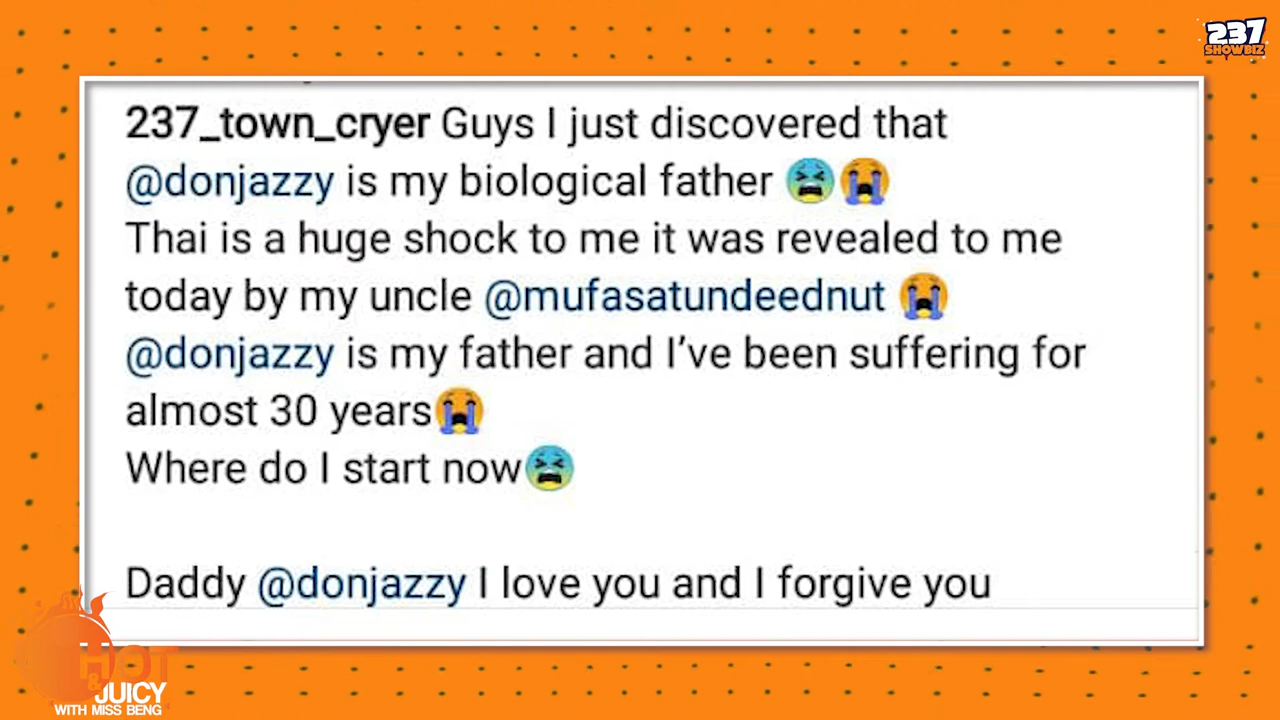 237
SHOWBIZ
237_town_cryer Guys I just discovered that
@donjazzy is my biological father 😫😭
Thai is a huge shock to me it was revealed to me
today by my uncle @mufasatundeednut 😭
@donjazzy is my father and I've been suffering for
almost 30 years😭
Where do I start now😫
Daddy @donjazzy I love you and I forgive you
HOT
& JUICY
WITH MISS BENG